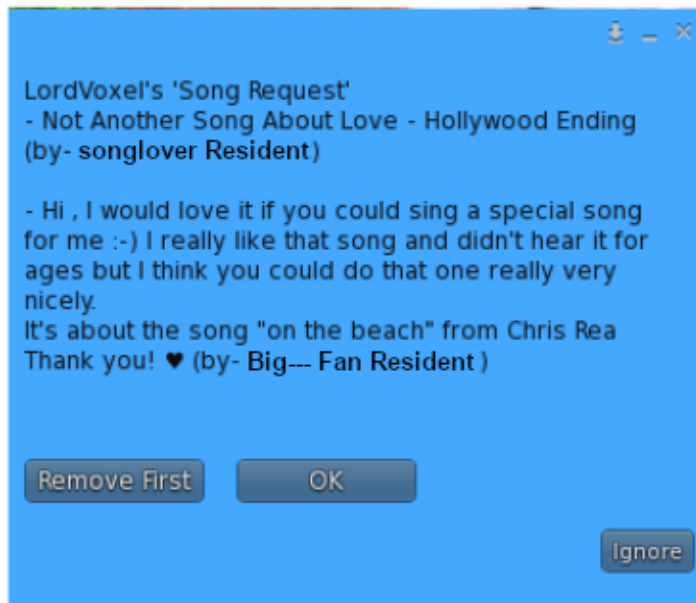 LordVoxel's 'Song Request'
- Not Another Song About Love - Hollywood Ending
(by- songlover Resident)
- Hi , I would love it if you could sing a special song
for me :-) I really like that song and didn't hear it for
ages but I think you could do that one really very
nicely.
It's about the song "on the beach" from Chris Rea
Thank you! ♥ (by- Big--- Fan Resident )
Remove First OK
Ignore